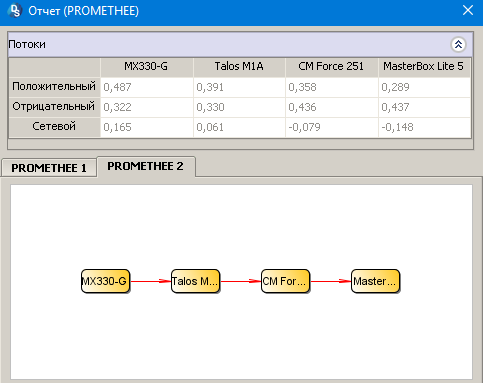 Отчет (PROMETHEE)
Потоки
MX330-G Talos M1A CM Force 251 MasterBox Lite 5
Положительный 0,487 0,391 0,358 0,289
Отрицательный 0,322 0,330 0,436 0,437
Сетевой 0,165 0,061 -0,079 -0,148
PROMETHEE 1 PROMETHEE 2
MX330-G Talos M... CM For... Master...